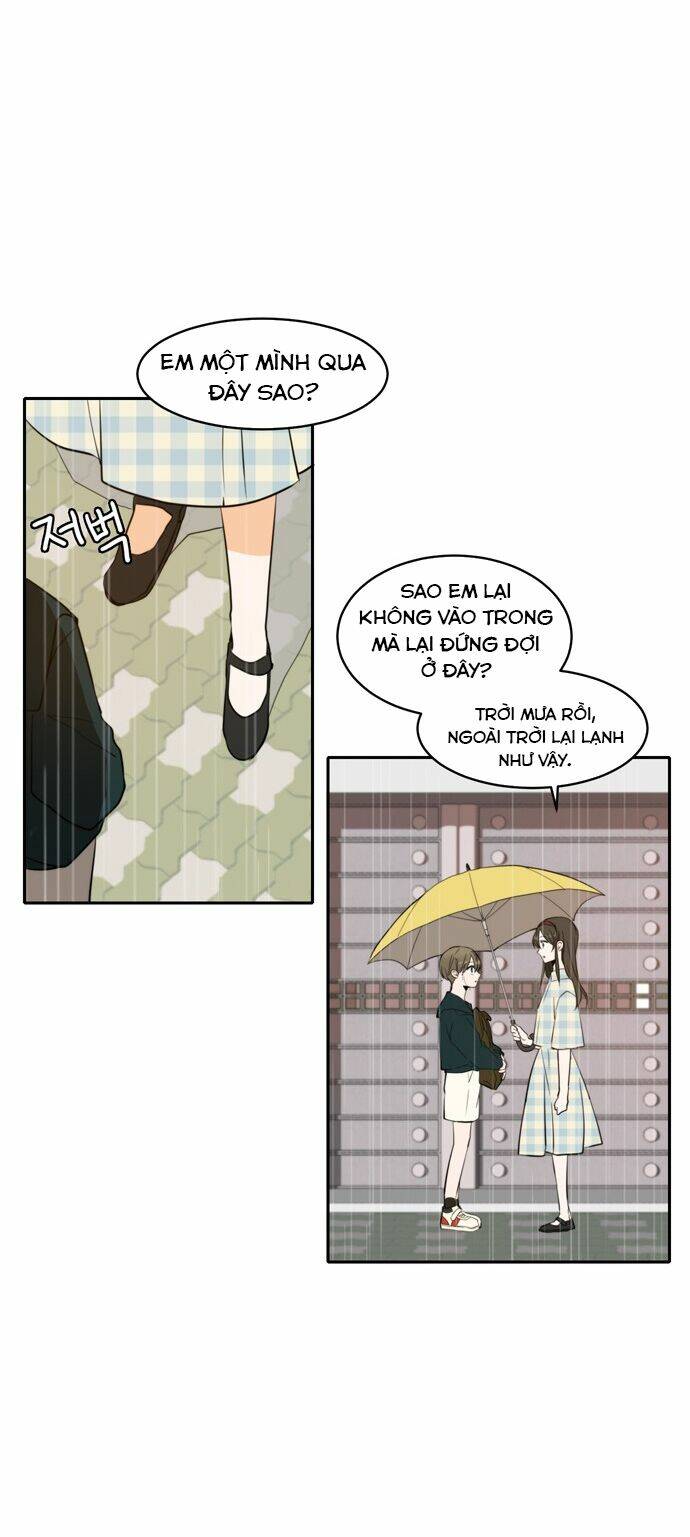 EM MỘT MÌNH QUA
ĐÂY SAO?
저벅
SAO EM LẠI
KHÔNG VÀO TRONG
MÀ LẠI ĐỨNG ĐỢI
Ở ĐÂY?
TRỜI MƯA RỒI,
NGOÀI TRỜI LẠI LẠNH
NHƯ VẬY.